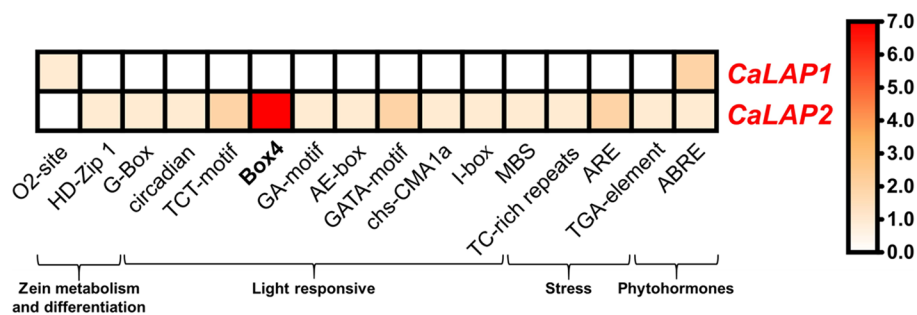 7.0
6.0
5.0
4.0
3.0
2.0
1.0
0.0
CaLAP1
CaLAP2
O2-site
HD-Zip 1
G-Box
circadian
TCT-motif
Box4
GA-motif
AE-box
GATA-motif
chs-CMA1a
I-box
MBS
TC-rich repeats
ARE
TGA-element
ABRE
Zein metabolism
and differentiation
Light responsive
Stress
Phytohormones